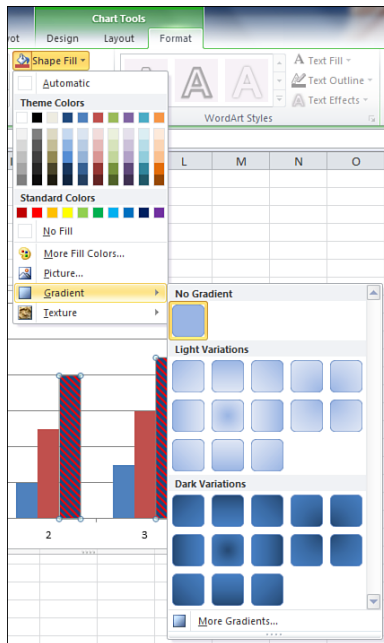 Chart Tools
Design Layout Format
Shape Fill
Text Fill
Automatic
Text Outline
Theme Colors
Text Effects
WordArt Styles
L M N O
Standard Colors
No Fill
More Fill Colors...
Picture...
Gradient
No Gradient
Texture
Light Variations
Dark Variations
2 3
More Gradients...